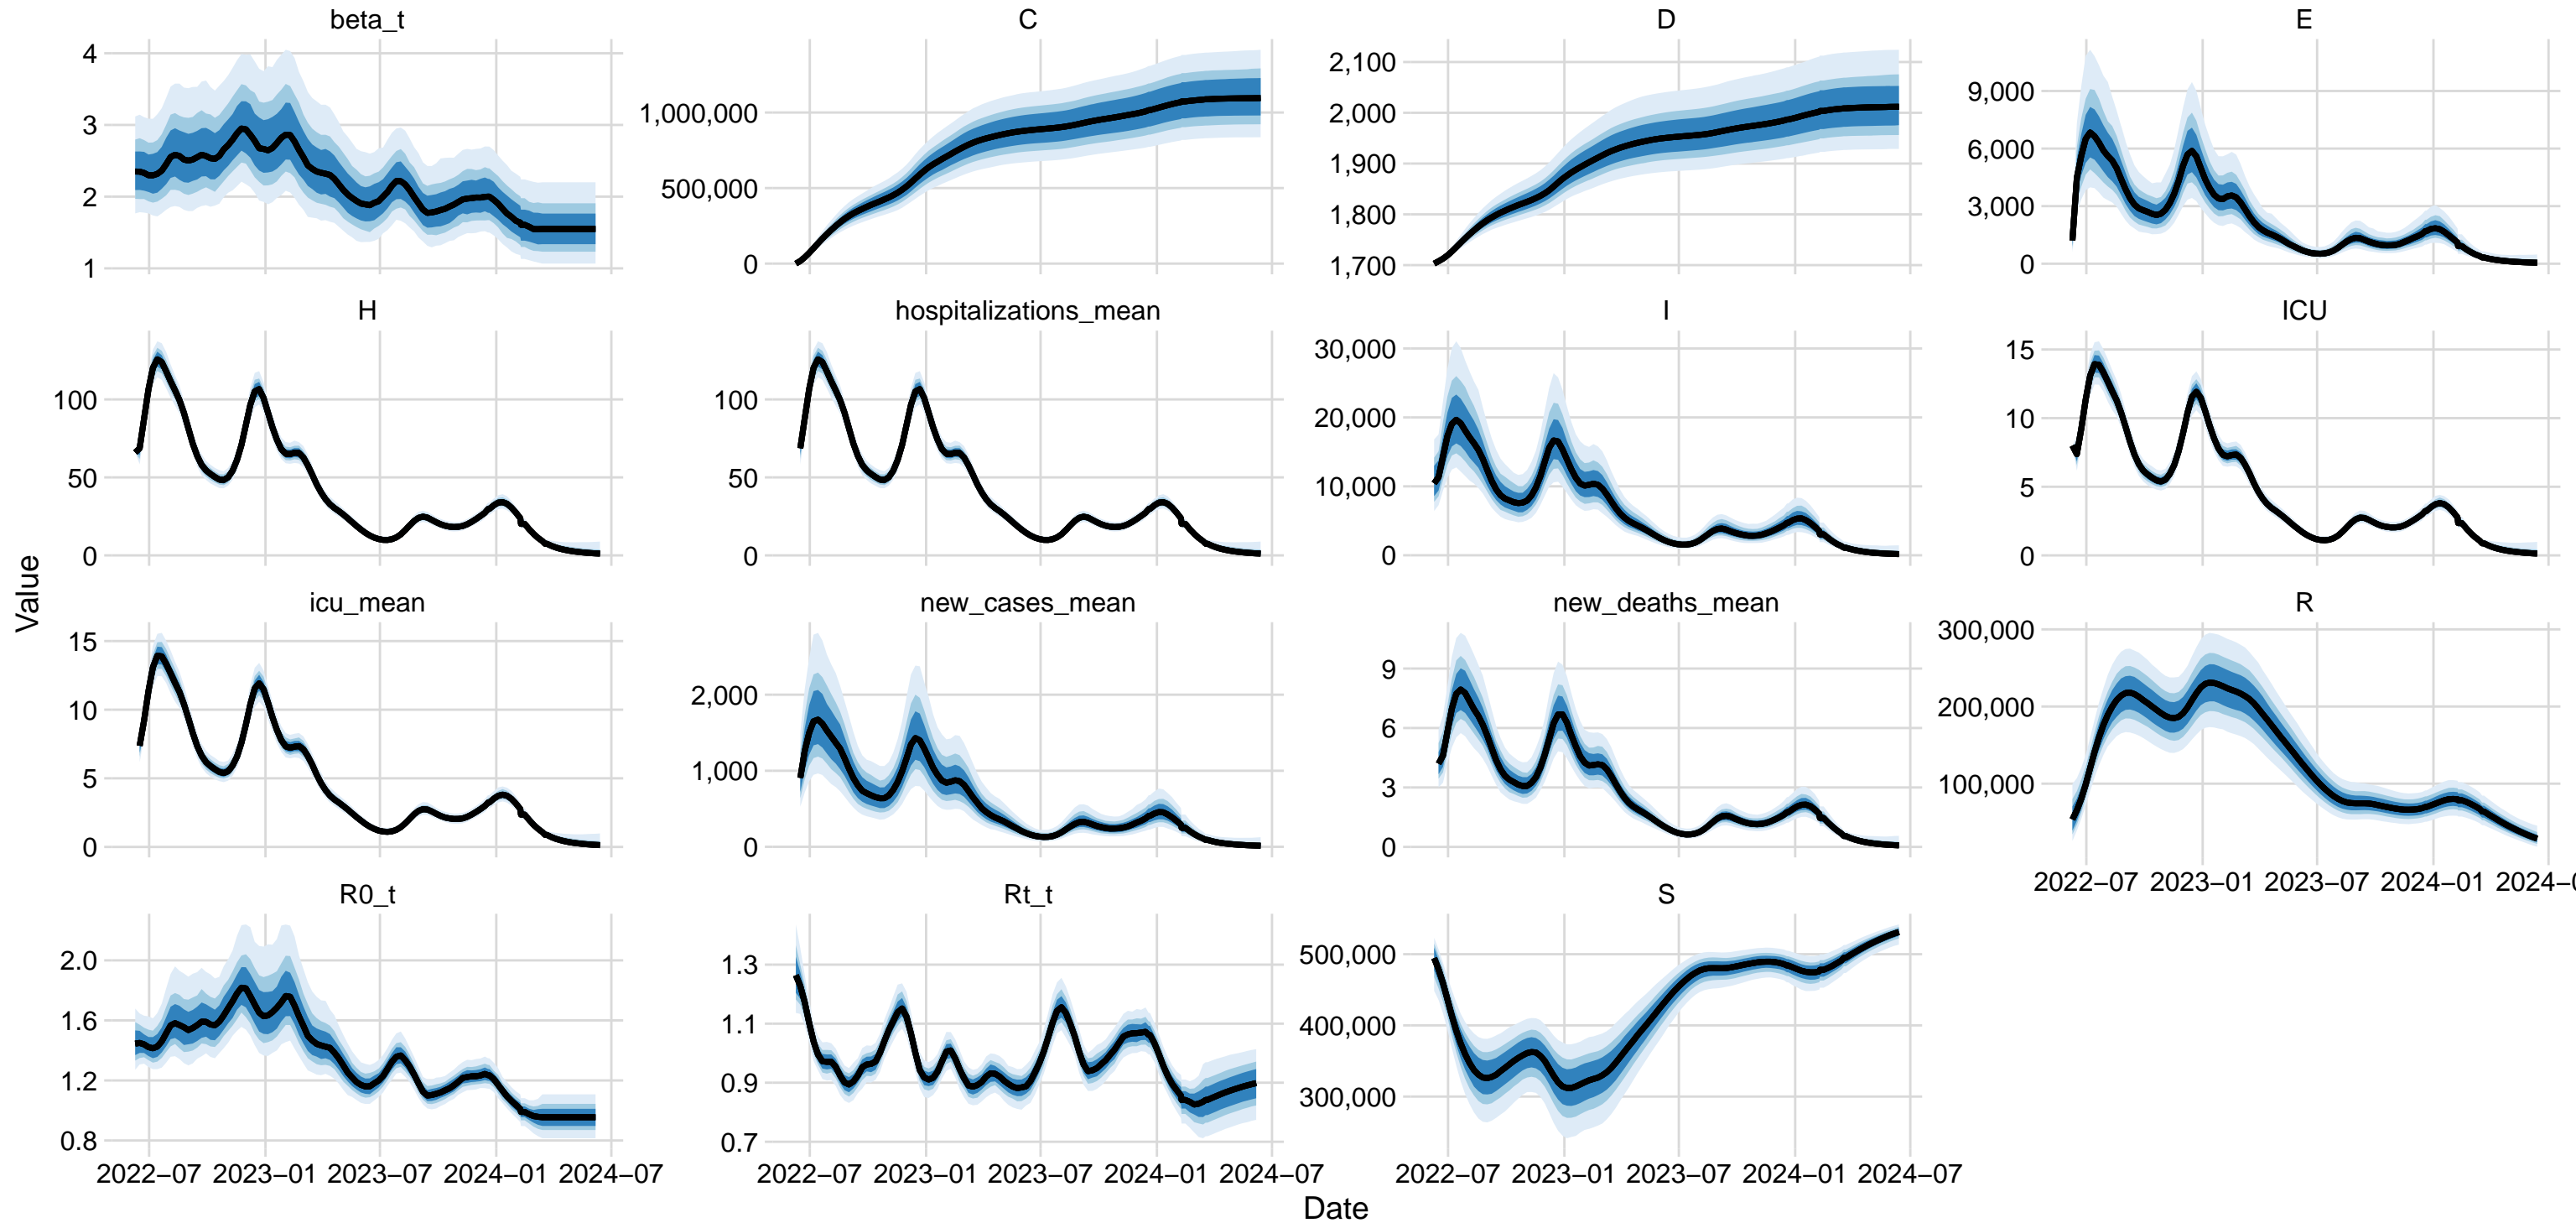 beta_t
C
D
E
4
3
2
1
1,000,000
500,000
0
2,100
2,000
1,900
1,800
1,700
9,000
6,000
3,000
0
H
hospitalizations_mean
I
ICU
100
50
0
100
50
0
30,000
20,000
10,000
0
15
10
5
0
Value
icu_mean
new_cases_mean
new_deaths_mean
R
15
10
5
0
2,000
1,000
0
9
6
3
0
300,000
200,000
100,000
2022−07 2023−01 2023−07 2024−01 2024−0
R0_t
Rt_t
S
2.0
1.6
1.2
0.8
1.3
1.1
0.9
0.7
500,000
400,000
300,000
2022−07 2023−01 2023−07 2024−01 2024−07
2022−07 2023−01 2023−07 2024−01 2024−07
2022−07 2023−01 2023−07 2024−01 2024−07
Date